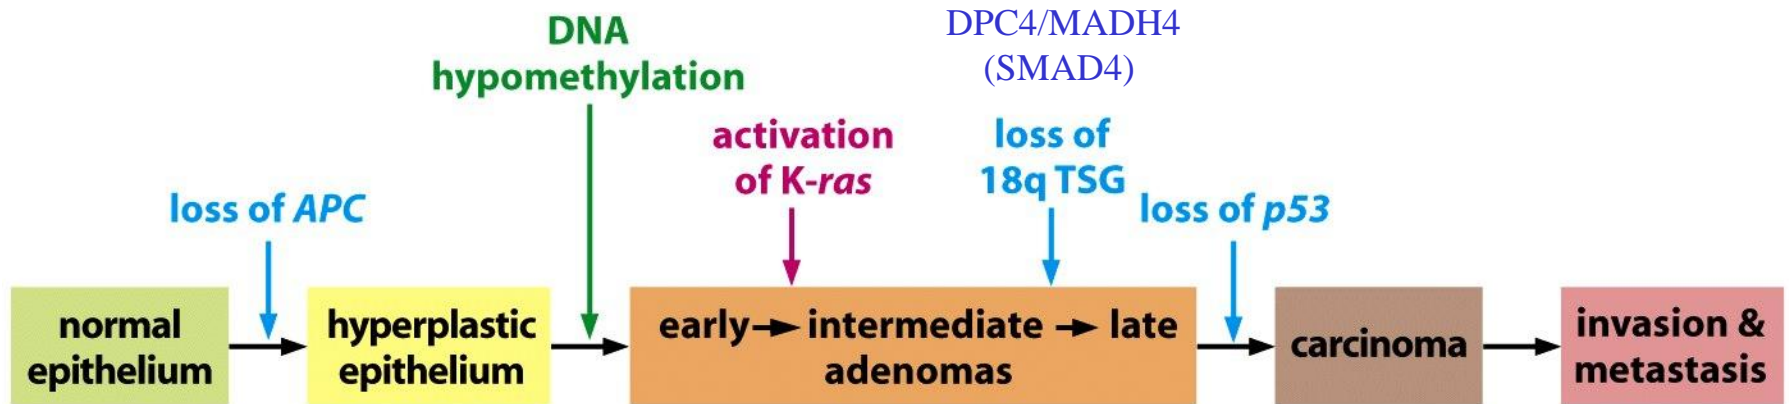 DNA
hypomethylation
DPC4/MADH4
(SMAD4)
activation
of K-ras
loss of
18q TSG
loss of APC
loss of p53
normal
epithelium
hyperplastic
epithelium
early → intermediate → late
adenomas
carcinoma
invasion &
metastasis